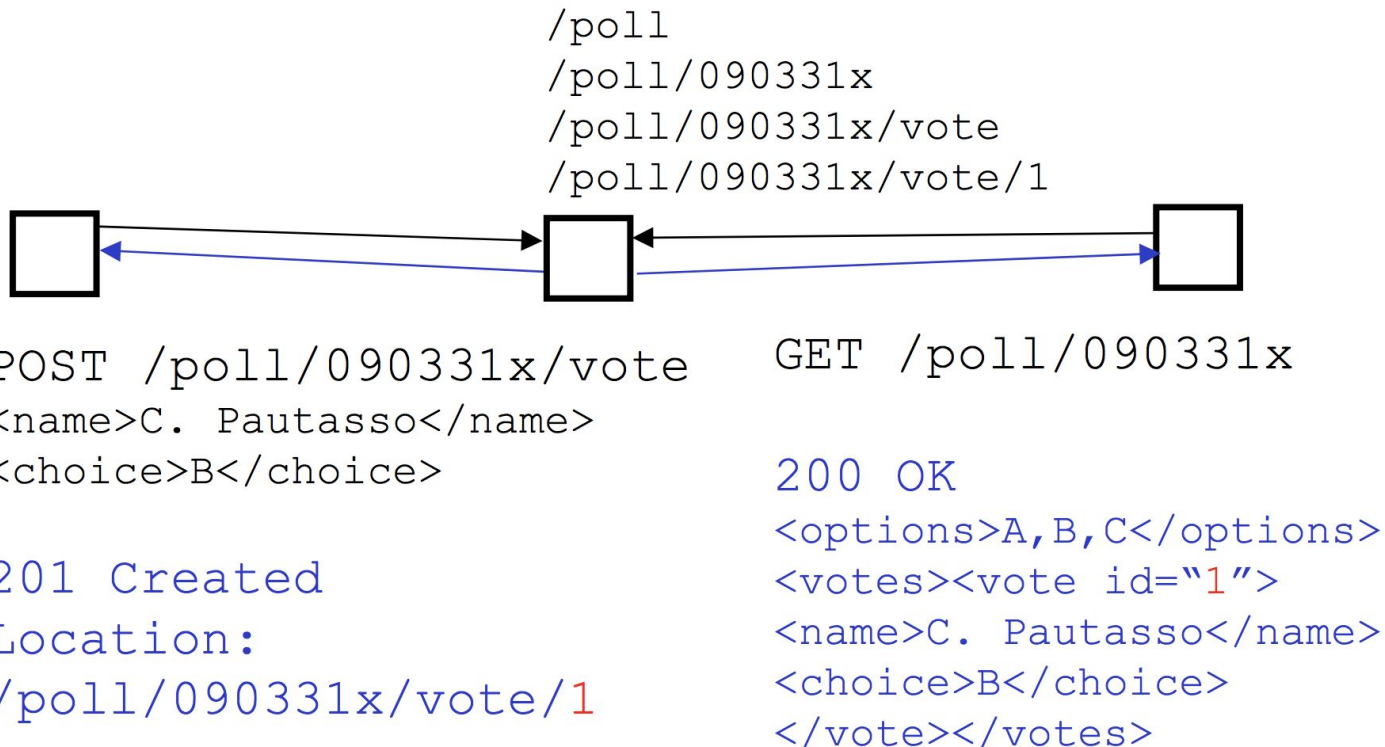 /poll
/poll/090331x
/poll/090331x/vote
/poll/090331x/vote/1
POST /poll/090331x/vote
<name>C. Pautasso</name>
<choice>B</choice>
201 Created
Location:
/poll/090331x/vote/1
GET /poll/090331x
200 OK
<options>A,B,C</options>
<votes><vote id=“1”>
<name>C. Pautasso</name>
<choice>B</choice>
</vote></votes>